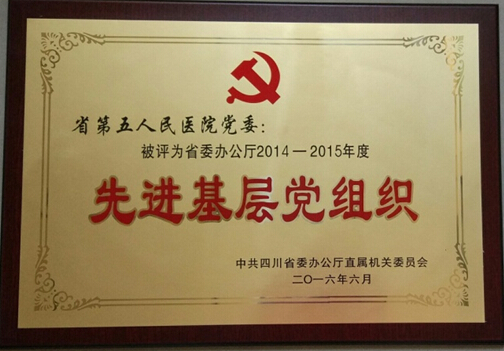 省第五人民医院党委：
被评为省委办公厅2014－2015年度
先进基层党组织
中共四川省委办公厅直属机关委员会
二〇一六年六月